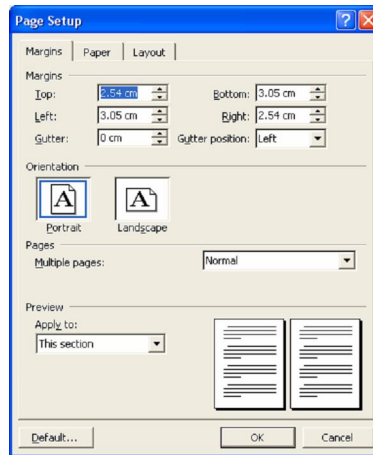 Page Setup
Margins Paper Layout
Margins
Top: 2.54 cm Bottom: 3.05 cm
Left: 3.05 cm Right: 2.54 cm
Gutter: 0 cm Gutter position: Left
Orientation
A A
Portrait Landscape
Pages
Multiple pages: Normal
Preview
Apply to:
This section
Default... OK Cancel